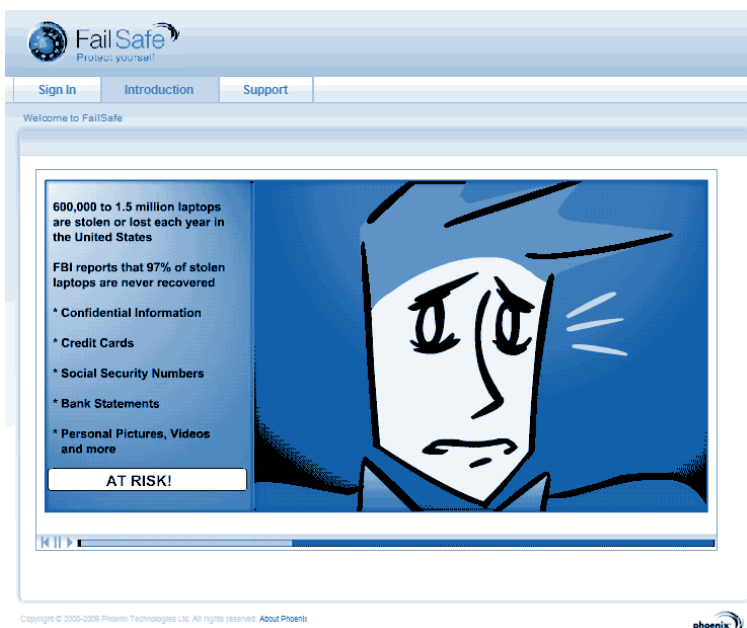 FailSafe
Protect yourself
Sign In
Introduction
Support
Welcome to FailSafe
600,000 to 1.5 million laptops
are stolen or lost each year in
the United States
FBI reports that 97% of stolen
laptops are never recovered
* Confidential Information
* Credit Cards
* Social Security Numbers
* Bank Statements
* Personal Pictures, Videos
and more
AT RISK!
Copyright © 2008-2009 Phoenix Technologies Ltd. All rights reserved. About Phoenix
phoenix